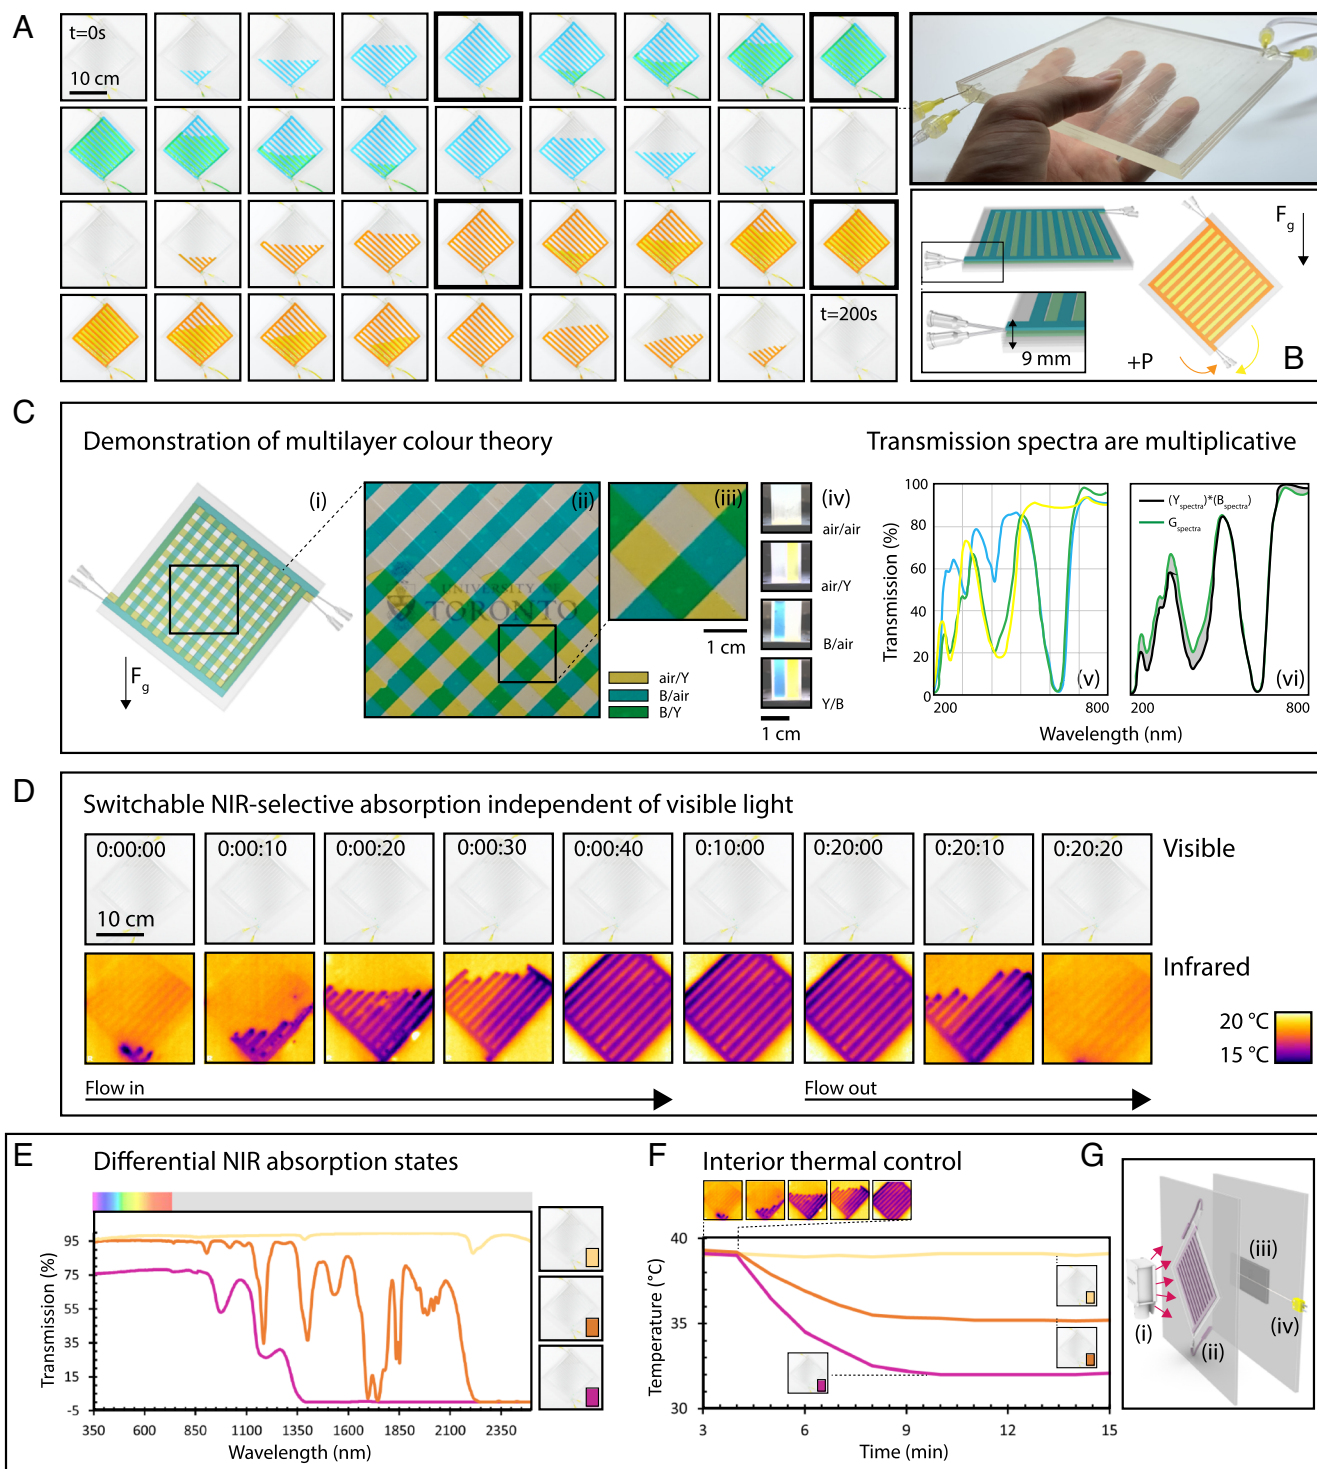 A
t=0s
10 cm
t=200s
F
g
9 mm
+P
B
C
Demonstration of multilayer colour theory
Transmission spectra are multiplicative
(i)
(ii)
(iii)
(iv)
air/air
air/Y
B/air
Y/B
1 cm
F
g
UNIVERSITY OF
TORONTO
1 cm
air/Y
B/air
B/Y
Transmission (%)
100
80
60
40
20
0
200
800
(v)
(Yspectra)*(Bspectra)
Gspectra
200
800
(vi)
Wavelength (nm)
D
Switchable NIR-selective absorption independent of visible light
0:00:00
0:00:10
0:00:20
0:00:30
0:00:40
0:10:00
0:20:00
0:20:10
0:20:20
Visible
10 cm
Infrared
20 °C
15 °C
Flow in
Flow out
E
Differential NIR absorption states
Transmission (%)
95
75
55
35
15
-5
350 600 850 1100 1350 1600 1850 2100 2350
Wavelength (nm)
F
Interior thermal control
Temperature (°C)
40
35
30
3 6 9 12 15
Time (min)
G
(i)
(ii)
(iii)
(iv)